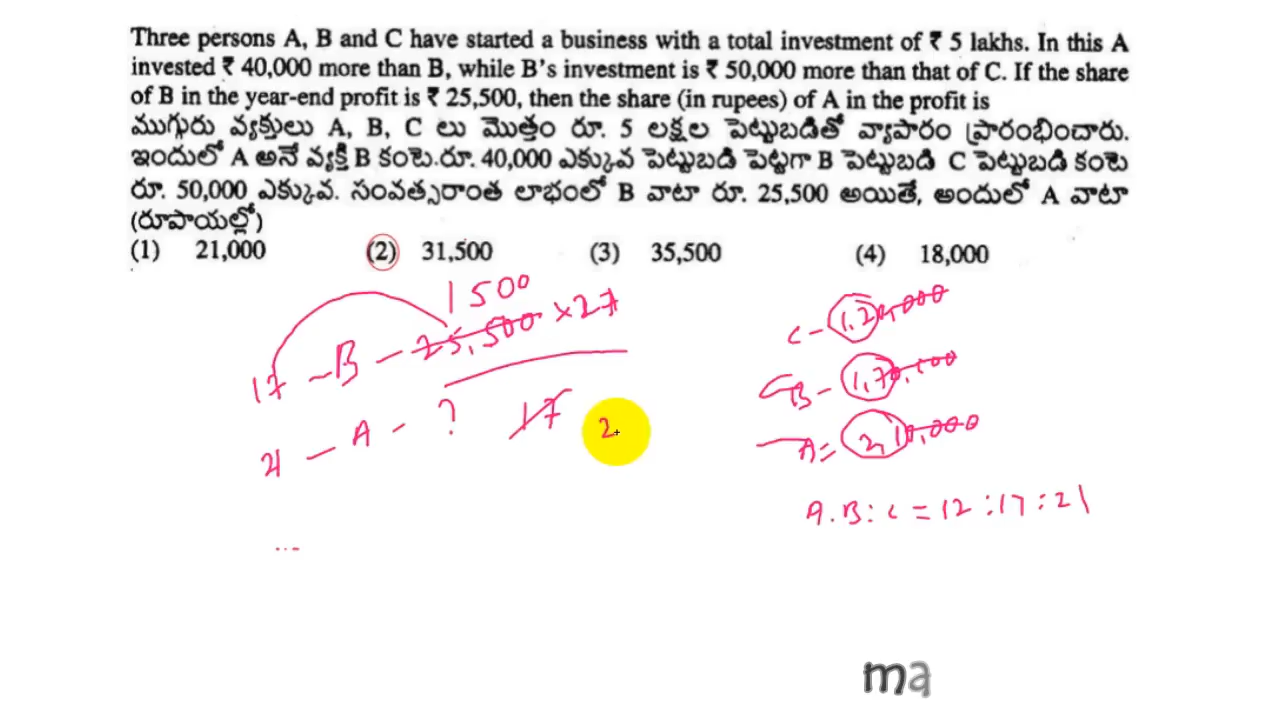 Three persons A, B and C have started a business with a total investment of ₹ 5 lakhs. In this A
invested ₹ 40,000 more than B, while B's investment is ₹ 50,000 more than that of C. If the share
of B in the year-end profit is ₹ 25,500, then the share (in rupees) of A in the profit is
ముగ్గురు వ్యక్తులు A, B, C లు మొత్తం రూ. 5 లక్షల పెట్టుబడితో వ్యాపారం ప్రారంభించారు.
ఇందులో A అనే వ్యక్తి B కంటె.రూ. 40,000 ఎక్కువ పెట్టుబడి పెట్టగా B పెట్టుబడి C పెట్టుబడి కంటె
రూ. 50,000 ఎక్కువ. సంవత్సరాంత లాభంలో B వాటా రూ. 25,500 అయితే, అందులో A వాటా
(రూపాయల్లో)
(1) 21,000 (2) 31,500 (3) 35,500 (4) 18,000
1500
17 – B – 25,500 × 27
C – 1,20,000
B – 1,70,000
21 – A – ? 17 2
A = 2,10,000
A.B:C = 12:17:21
...
ma